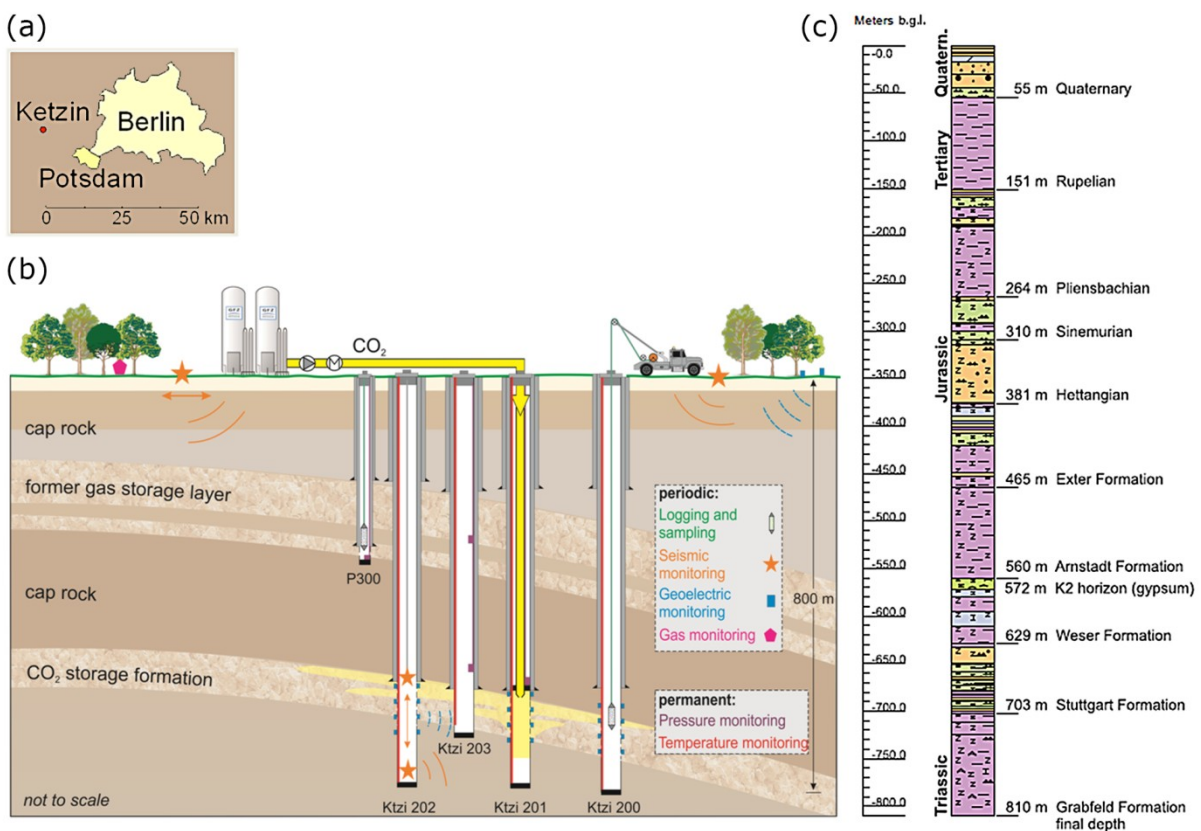 (a)
Ketzin
Berlin
Potsdam
0 25 50 km
(b)
CO2
cap rock
former gas storage layer
P300
cap rock
CO2 storage formation
Ktzi 203
Ktzi 202
Ktzi 201
Ktzi 200
not to scale
800 m
periodic:
Logging and
sampling
Seismic
monitoring
Geoelectric
monitoring
Gas monitoring
permanent:
Pressure monitoring
Temperature monitoring
(c)
Meters b.g.l.
-0.0
-50.0
-100.0
-150.0
-200.0
-250.0
-300.0
-350.0
-400.0
-450.0
-500.0
-550.0
-600.0
-650.0
-700.0
-750.0
-800.0
Quatern.
Tertiary
Jurassic
Triassic
55 m Quaternary
151 m Rupelian
264 m Pliensbachian
310 m Sinemurian
381 m Hettangian
465 m Exter Formation
560 m Arnstadt Formation
572 m K2 horizon (gypsum)
629 m Weser Formation
703 m Stuttgart Formation
810 m Grabfeld Formation
final depth